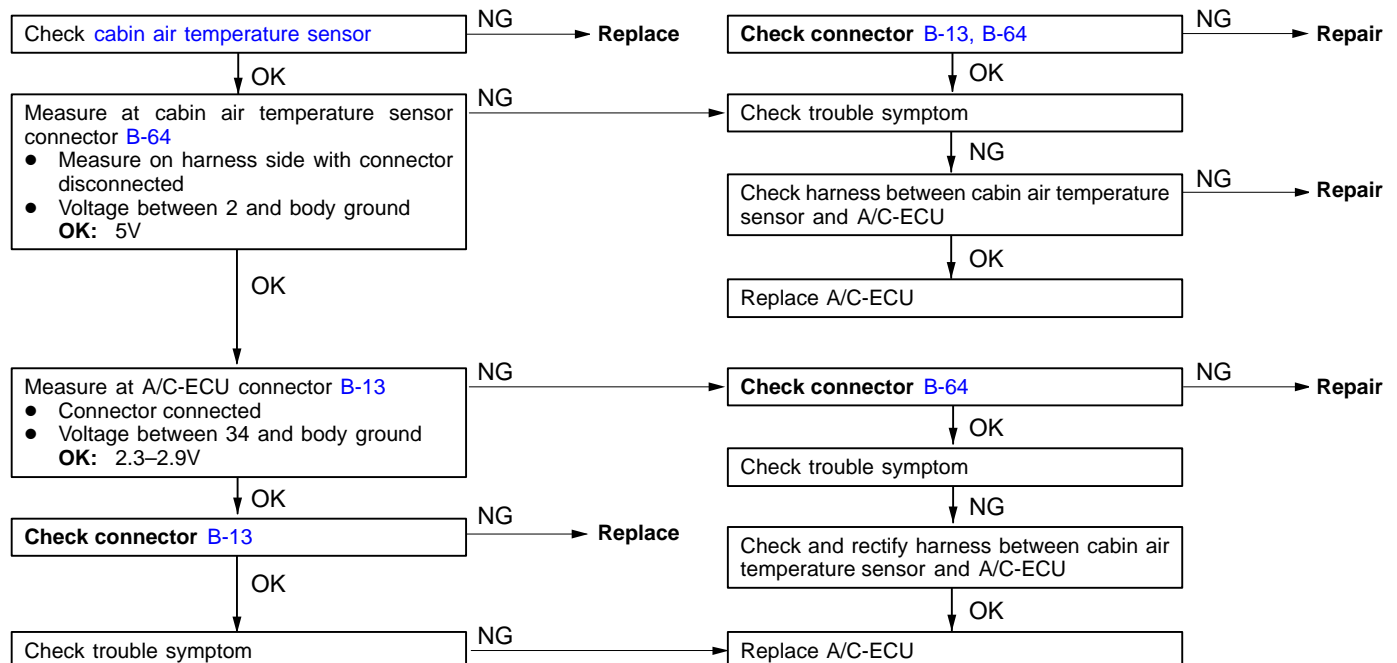 Check cabin air temperature sensor
NG
Replace
OK
Measure at cabin air temperature sensor
connector B-64
● Measure on harness side with connector
disconnected
● Voltage between 2 and body ground
OK: 5V
NG
OK
Measure at A/C-ECU connector B-13
● Connector connected
● Voltage between 34 and body ground
OK: 2.3–2.9V
NG
OK
Check connector B-13
NG
Replace
OK
Check trouble symptom
NG
Check connector B-13, B-64
NG
Repair
OK
Check trouble symptom
NG
Check harness between cabin air temperature
sensor and A/C-ECU
NG
Repair
OK
Replace A/C-ECU
Check connector B-64
NG
Repair
OK
Check trouble symptom
NG
Check and rectify harness between cabin air
temperature sensor and A/C-ECU
OK
Replace A/C-ECU